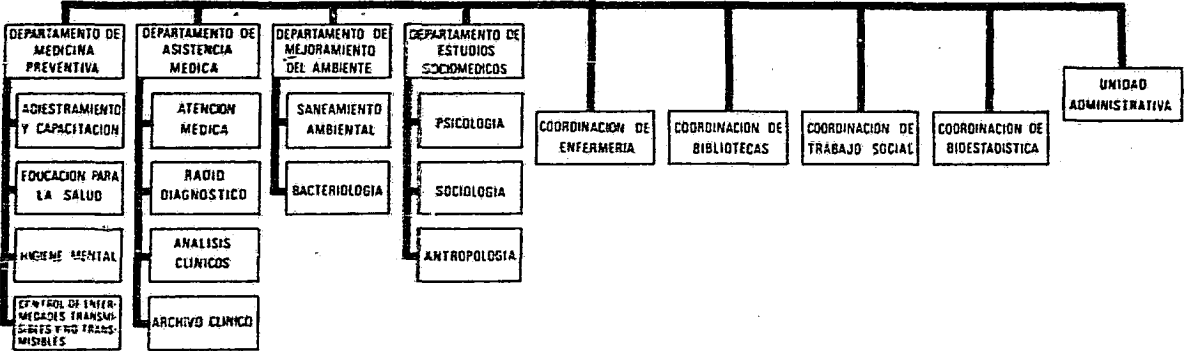 DEPARTAMENTO DE
MEDICINA
PREVENTIVA
ADIESTRAMIENTO
Y CAPACITACION
EDUCACION PARA
LA SALUD
HIGIENE MENTAL
CONTROL DE ENFER-
MEDADES TRANSMI-
SIBLES Y NO TRANS-
MISIBLES
DEPARTAMENTO DE
ASISTENCIA
MEDICA
ATENCION
MEDICA
RADIO
DIAGNOSTICO
ANALISIS
CLINICOS
ARCHIVO CLINICO
DEPARTAMENTO DE
MEJORAMIENTO
DEL AMBIENTE
SANEAMIENTO
AMBIENTAL
BACTERIOLOGIA
DEPARTAMENTO DE
ESTUDIOS
SOCIOMEDICOS
PSICOLOGIA
SOCIOLOGIA
ANTROPOLOGIA
COORDINACION DE
ENFERMERIA
COORDINACION DE
BIBLIOTECAS
COORDINACION DE
TRABAJO SOCIAL
COORDINACION DE
BIOESTADISTICA
UNIDAD
ADMINISTRATIVA